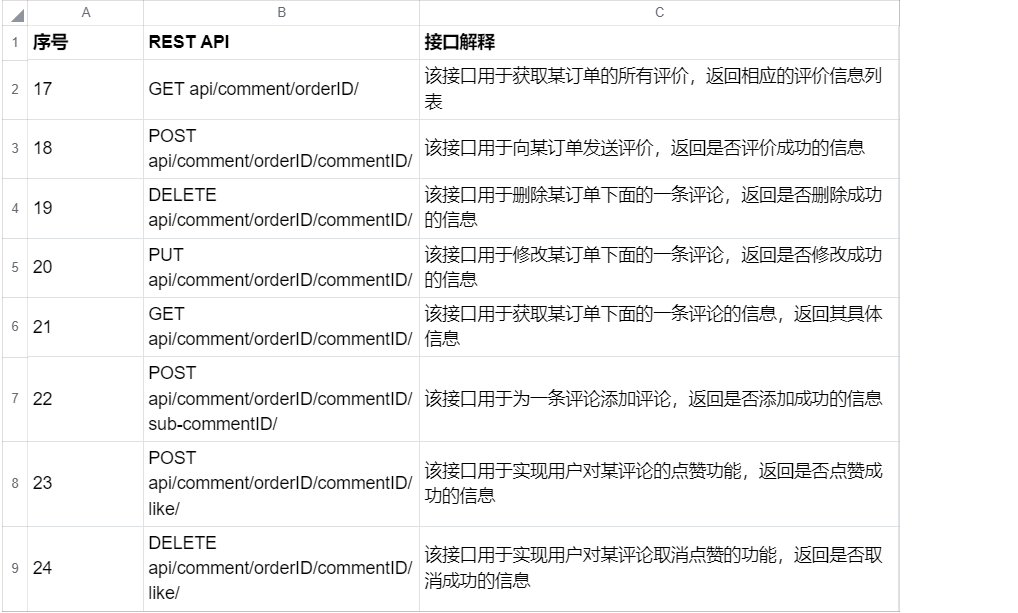 A B C
1 序号 REST API 接口解释
2 17 GET api/comment/orderID/ 该接口用于获取某订单的所有评价，返回相应的评价信息列
表
3 18 POST
api/comment/orderID/commentID/ 该接口用于向某订单发送评价，返回是否评价成功的信息
4 19 DELETE
api/comment/orderID/commentID/ 该接口用于删除某订单下面的一条评论，返回是否删除成功
的信息
5 20 PUT
api/comment/orderID/commentID/ 该接口用于修改某订单下面的一条评论，返回是否修改成功
的信息
6 21 GET
api/comment/orderID/commentID/ 该接口用于获取某订单下面的一条评论的信息，返回其具体
信息
7 22 POST
api/comment/orderID/commentID/
sub-commentID/ 该接口用于为一条评论添加评论，返回是否添加成功的信息
8 23 POST
api/comment/orderID/commentID/
like/ 该接口用于实现用户对某评论的点赞功能，返回是否点赞成
功的信息
9 24 DELETE
api/comment/orderID/commentID/
like/ 该接口用于实现用户对某评论取消点赞的功能，返回是否取
消成功的信息